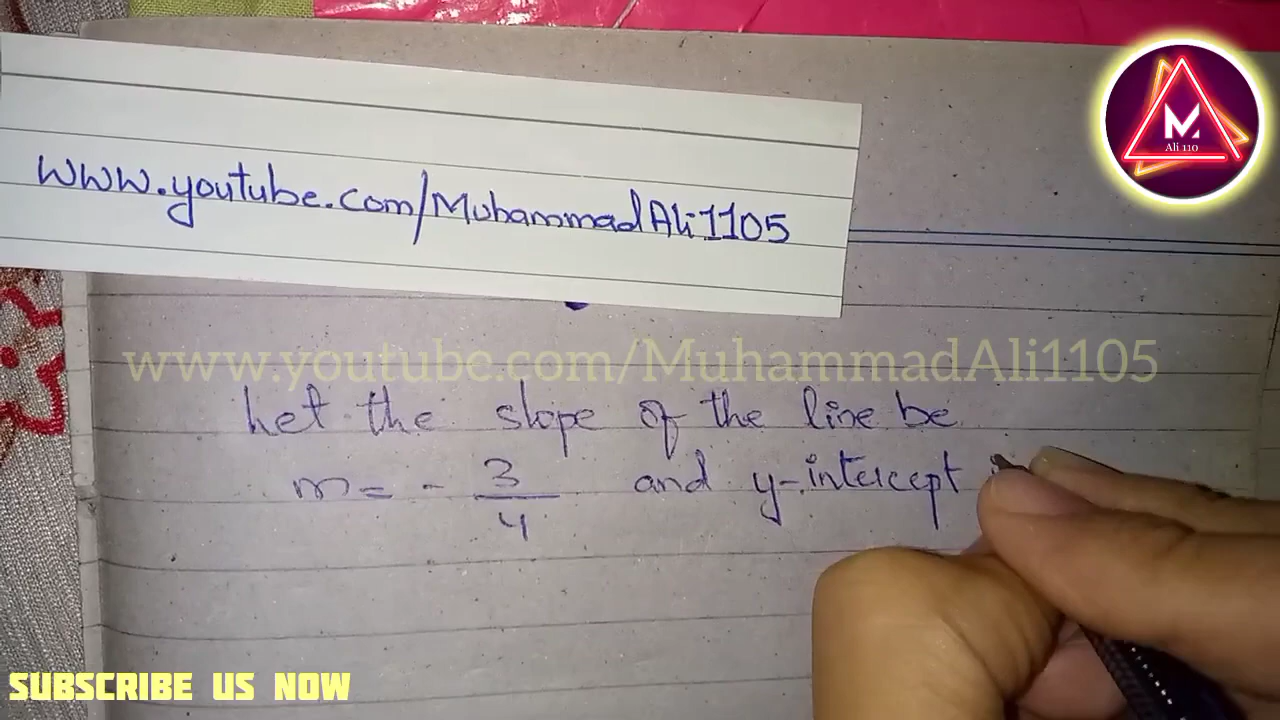 M
Ali 110
www.youtube.com/MuhammadAli1105
www.youtube.com/MuhammadAli1105
Let the slope of the line be
m = - 3/4 and y-intercept
SUBSCRIBE US NOW